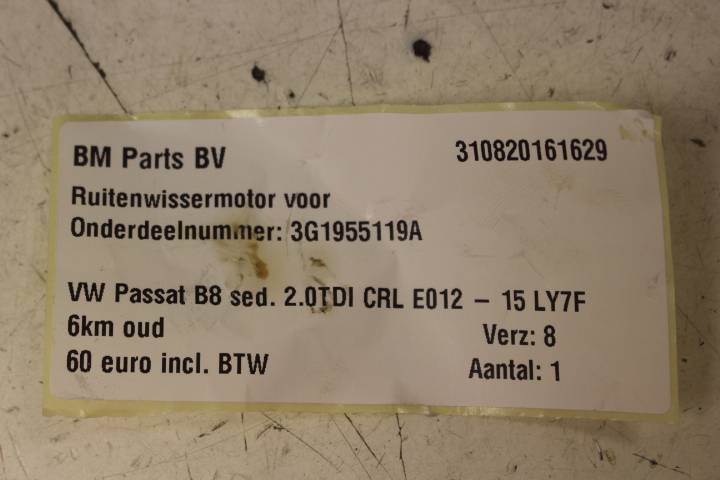 BM Parts BV 310820161629
Ruitenwissermotor voor
Onderdeelnummer: 3G1955119A
VW Passat B8 sed. 2.0TDI CRL E012 - 15 LY7F
6km oud Verz: 8
60 euro incl. BTW Aantal: 1